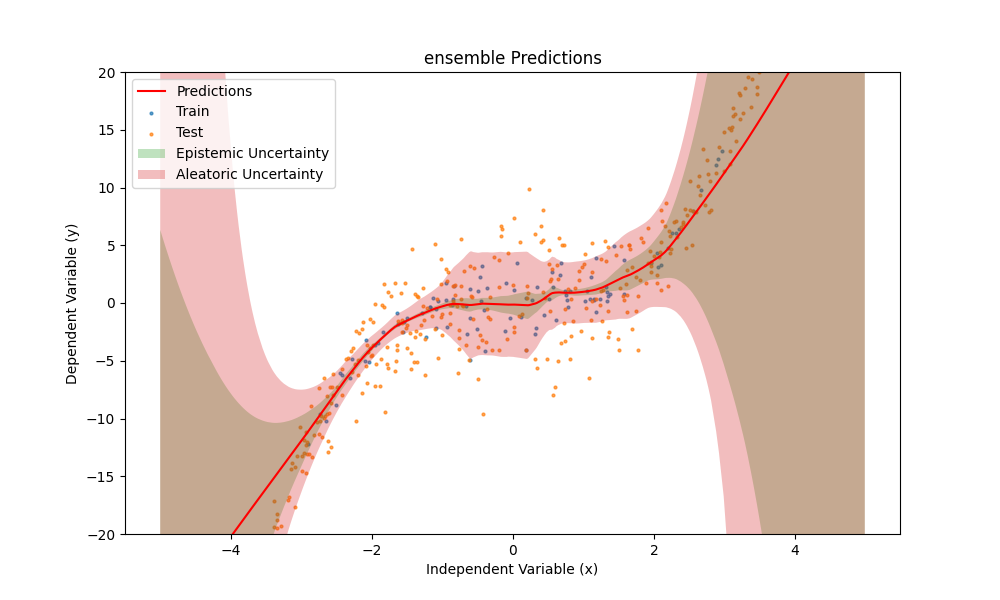 ensemble Predictions
Predictions
Train
Test
Epistemic Uncertainty
Aleatoric Uncertainty
20
15
10
5
0
−5
−10
−15
−20
Dependent Variable (y)
−4
−2
0
2
4
Independent Variable (x)